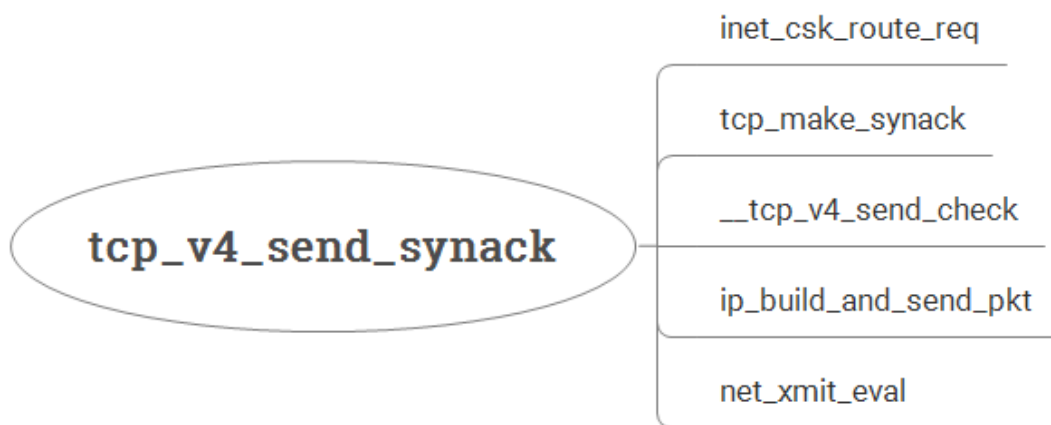 inet_csk_route_req
tcp_make_synack
__tcp_v4_send_check
tcp_v4_send_synack
ip_build_and_send_pkt
net_xmit_eval